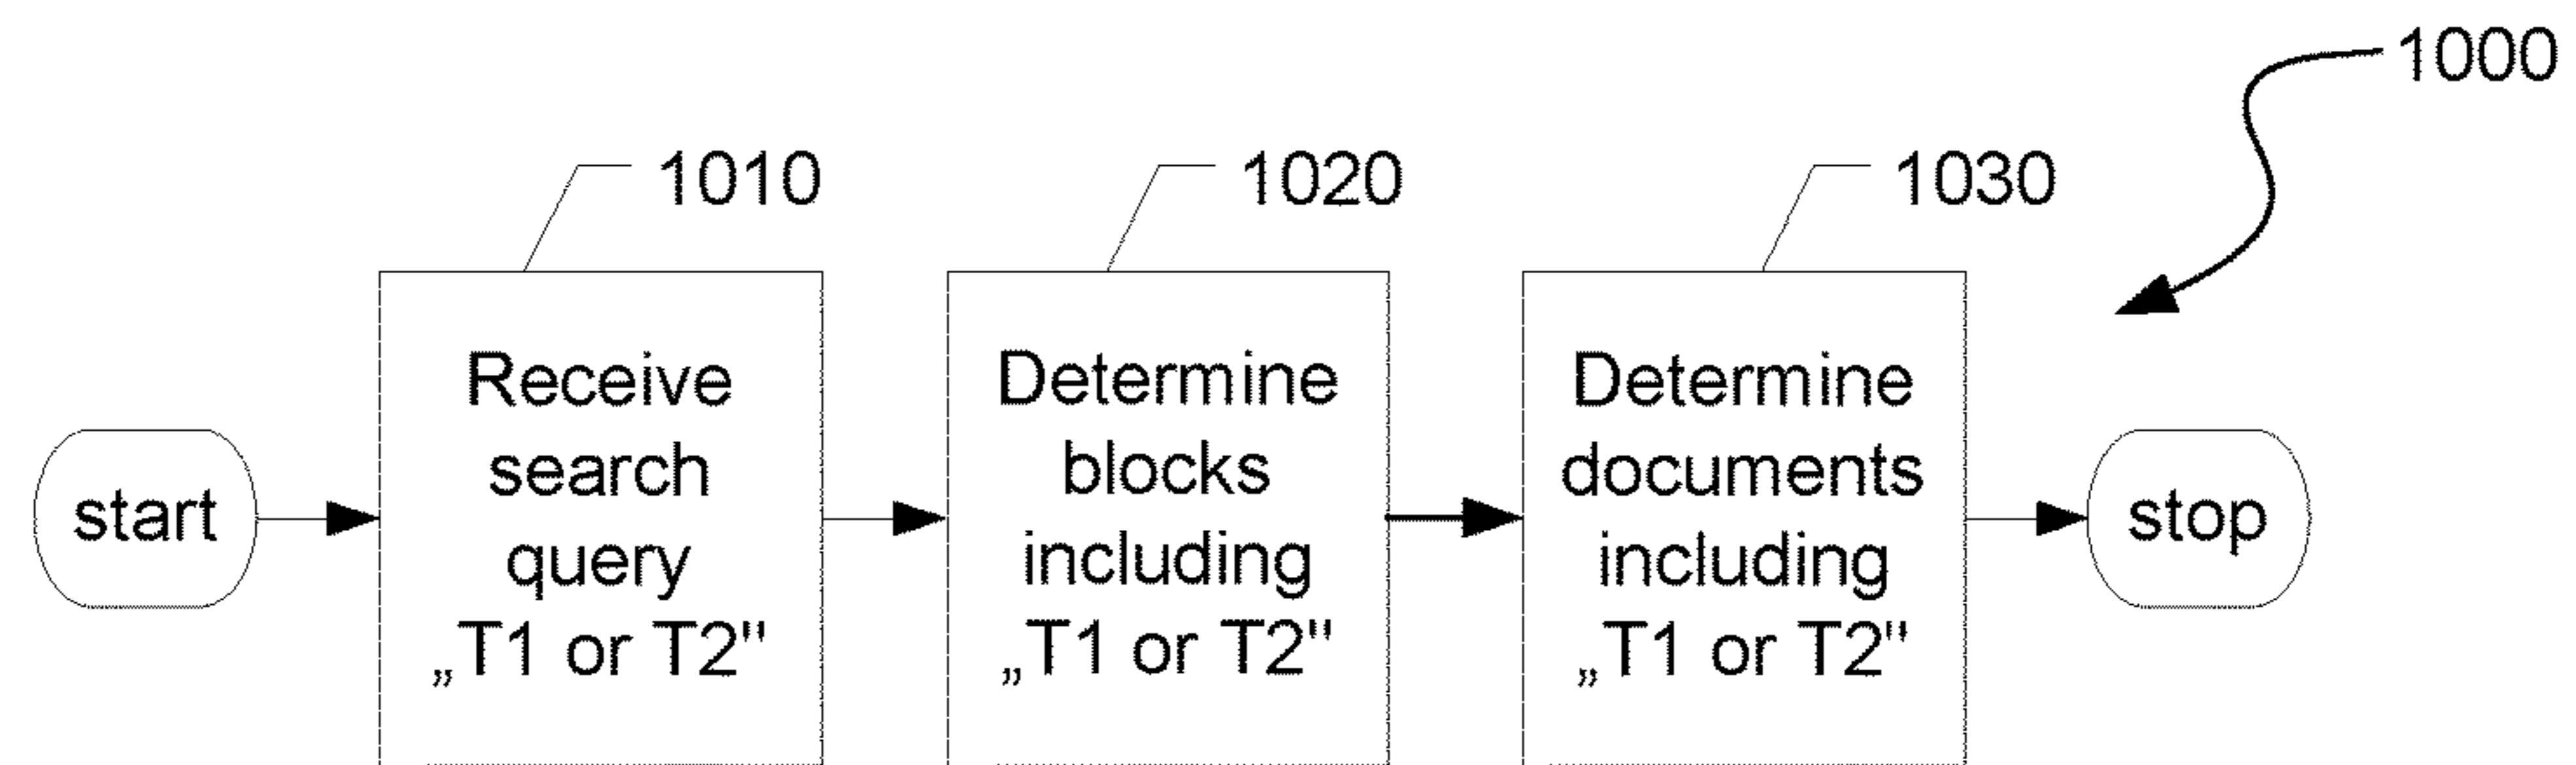 1000
1010
1020
1030
start
Receive
search
query
„T1 or T2"
Determine
blocks
including
„T1 or T2"
Determine
documents
including
„T1 or T2"
stop